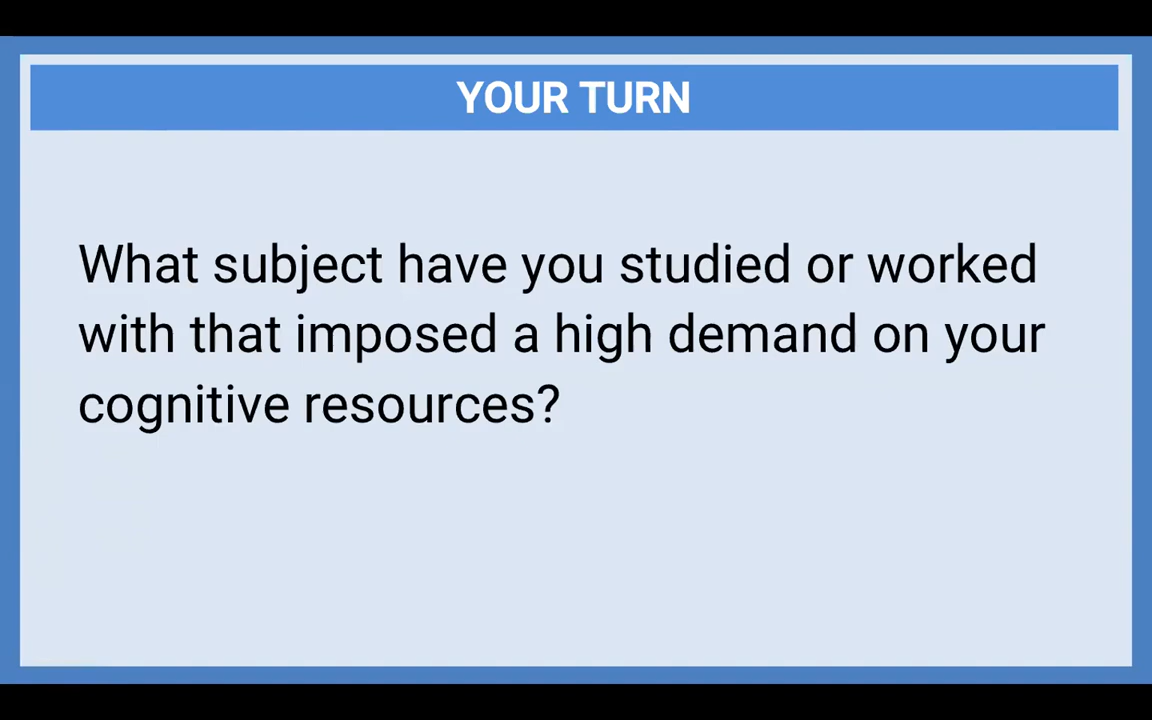 YOUR TURN
What subject have you studied or worked
with that imposed a high demand on your
cognitive resources?